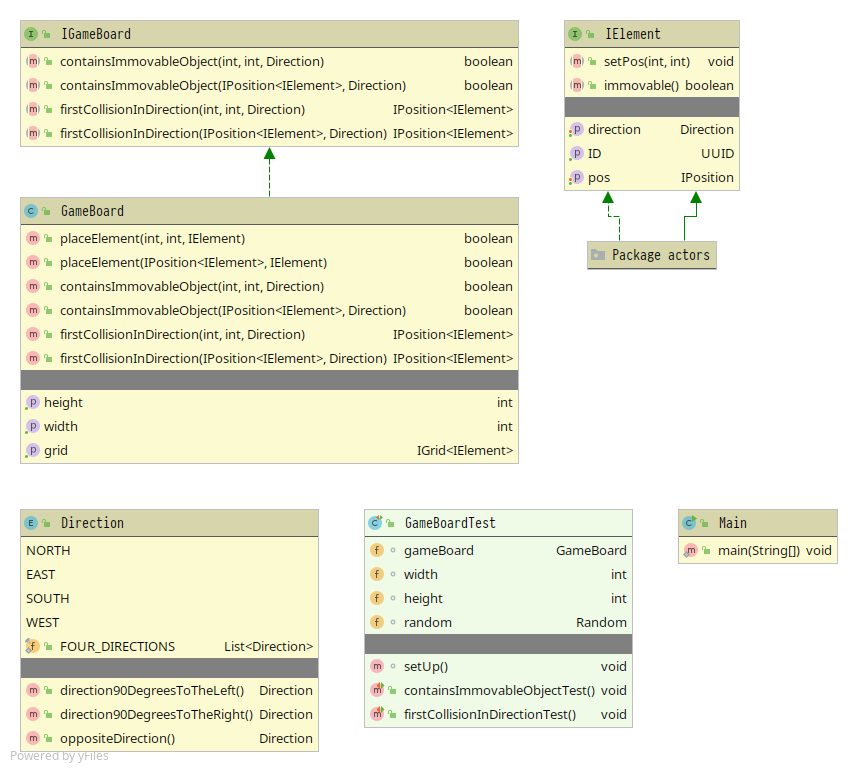 IGameBoard
containsImmovableObject(int, int, Direction) boolean
containsImmovableObject(IPosition<IElement>, Direction) boolean
firstCollisionInDirection(int, int, Direction) IPosition<IElement>
firstCollisionInDirection(IPosition<IElement>, Direction) IPosition<IElement>
IElement
setPos(int, int) void
immovable() boolean
direction Direction
ID UUID
pos IPosition
Package actors
GameBoard
placeElement(int, int, IElement) boolean
placeElement(IPosition<IElement>, IElement) boolean
containsImmovableObject(int, int, Direction) boolean
containsImmovableObject(IPosition<IElement>, Direction) boolean
firstCollisionInDirection(int, int, Direction) IPosition<IElement>
firstCollisionInDirection(IPosition<IElement>, Direction) IPosition<IElement>
height int
width int
grid IGrid<IElement>
Direction
NORTH
EAST
SOUTH
WEST
FOUR_DIRECTIONS List<Direction>
direction90DegreesToTheLeft() Direction
direction90DegreesToTheRight() Direction
oppositeDirection() Direction
GameBoardTest
gameBoard GameBoard
width int
height int
random Random
setUp() void
containsImmovableObjectTest() void
firstCollisionInDirectionTest() void
Main
main(String[]) void
Powered by yFiles